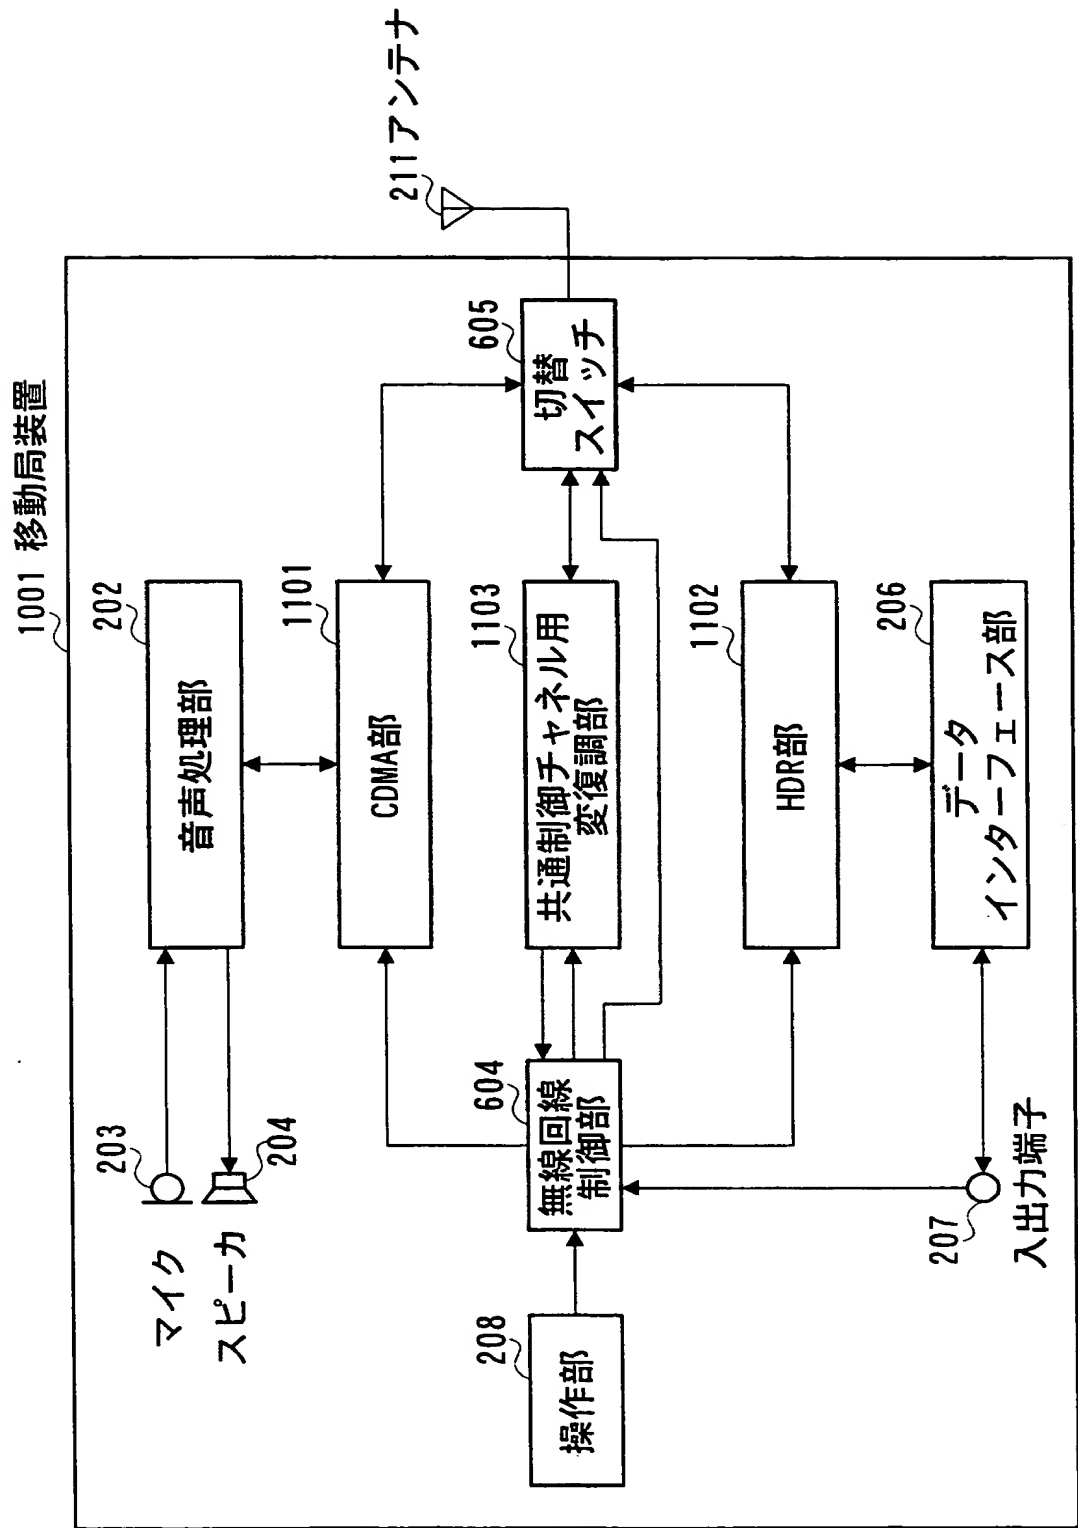 1001 移動局装置
211 アンテナ
203
マイク
204
スピーカ
202
音声処理部
1101
CDMA部
605
切替
スイッチ
208
操作部
604
無線回線
制御部
1103
共通制御チャネル用
変復調部
1102
HDR部
207
入出力端子
206
データ
インターフェース部